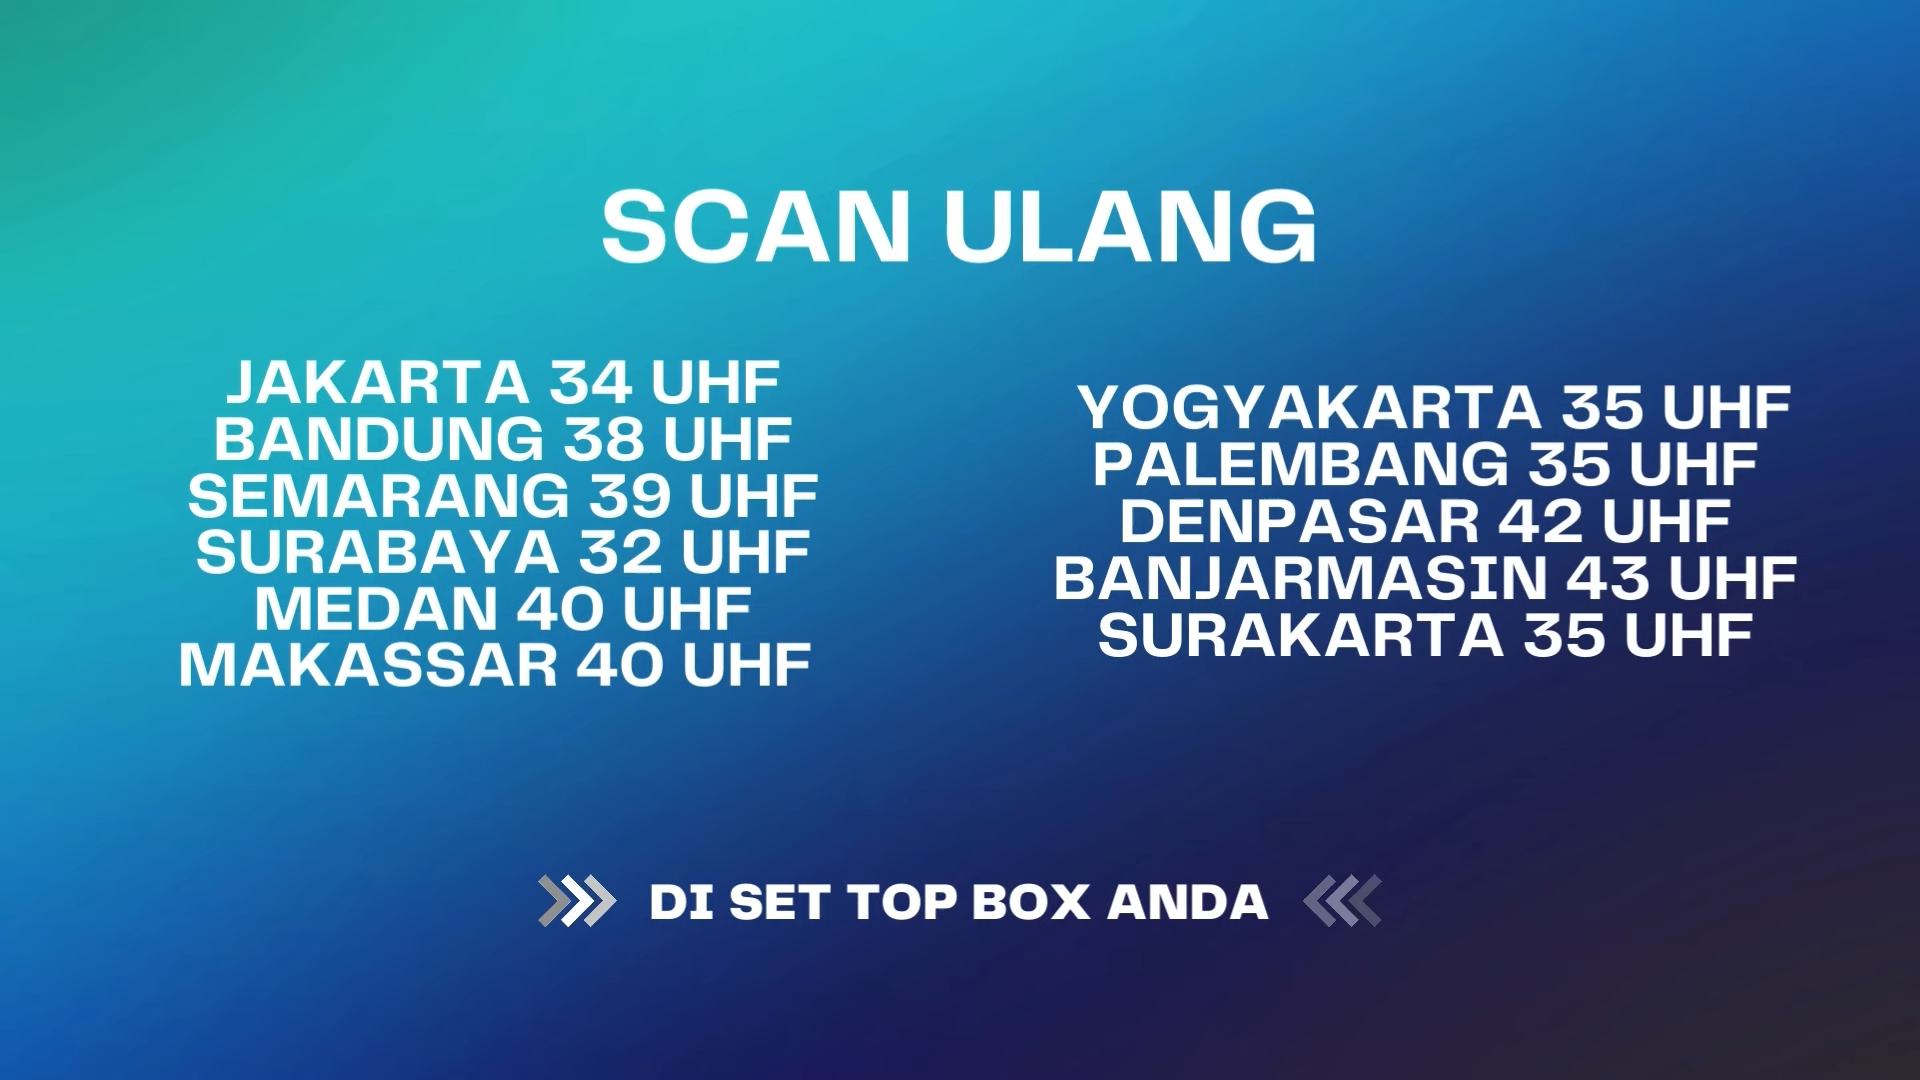 SCAN ULANG
JAKARTA 34 UHF
BANDUNG 38 UHF
SEMARANG 39 UHF
SURABAYA 32 UHF
MEDAN 40 UHF
MAKASSAR 40 UHF
YOGYAKARTA 35 UHF
PALEMBANG 35 UHF
DENPASAR 42 UHF
BANJARMASIN 43 UHF
SURAKARTA 35 UHF
DI SET TOP BOX ANDA